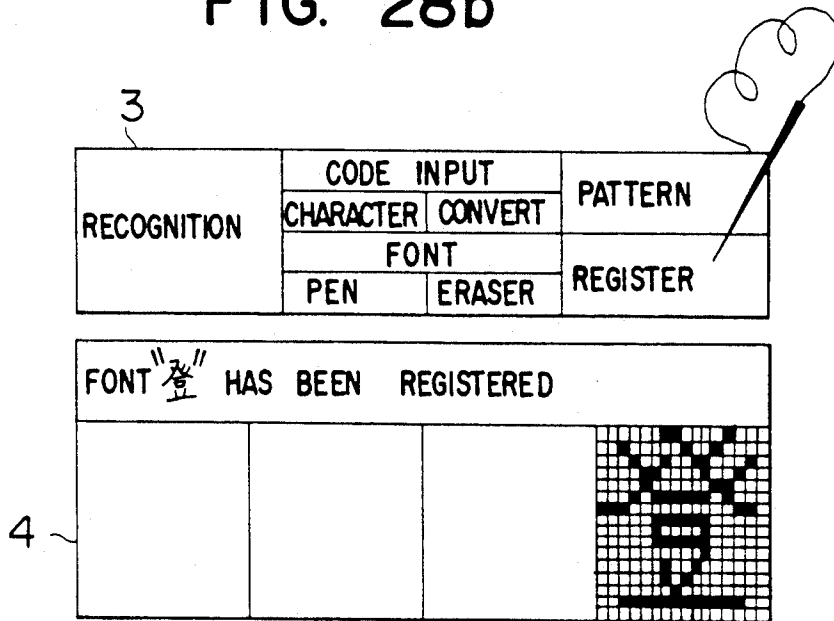 FIG. 28b
3
RECOGNITION
CODE INPUT
CHARACTER CONVERT
FONT
PEN ERASER
PATTERN
REGISTER
FONT "登" HAS BEEN REGISTERED
4